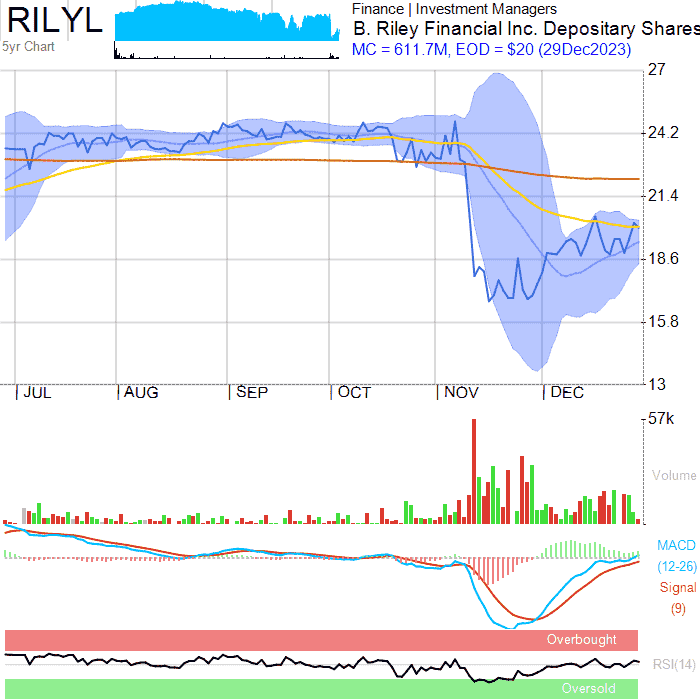 RILYL
5yr Chart
Finance | Investment Managers
B. Riley Financial Inc. Depositary Shares
MC = 611.7M, EOD = $20 (29Dec2023)
27
24.2
21.4
18.6
15.8
13
JUL
AUG
SEP
OCT
NOV
DEC
57k
Volume
MACD
(12-26)
Signal
(9)
Overbought
RSI(14)
Oversold